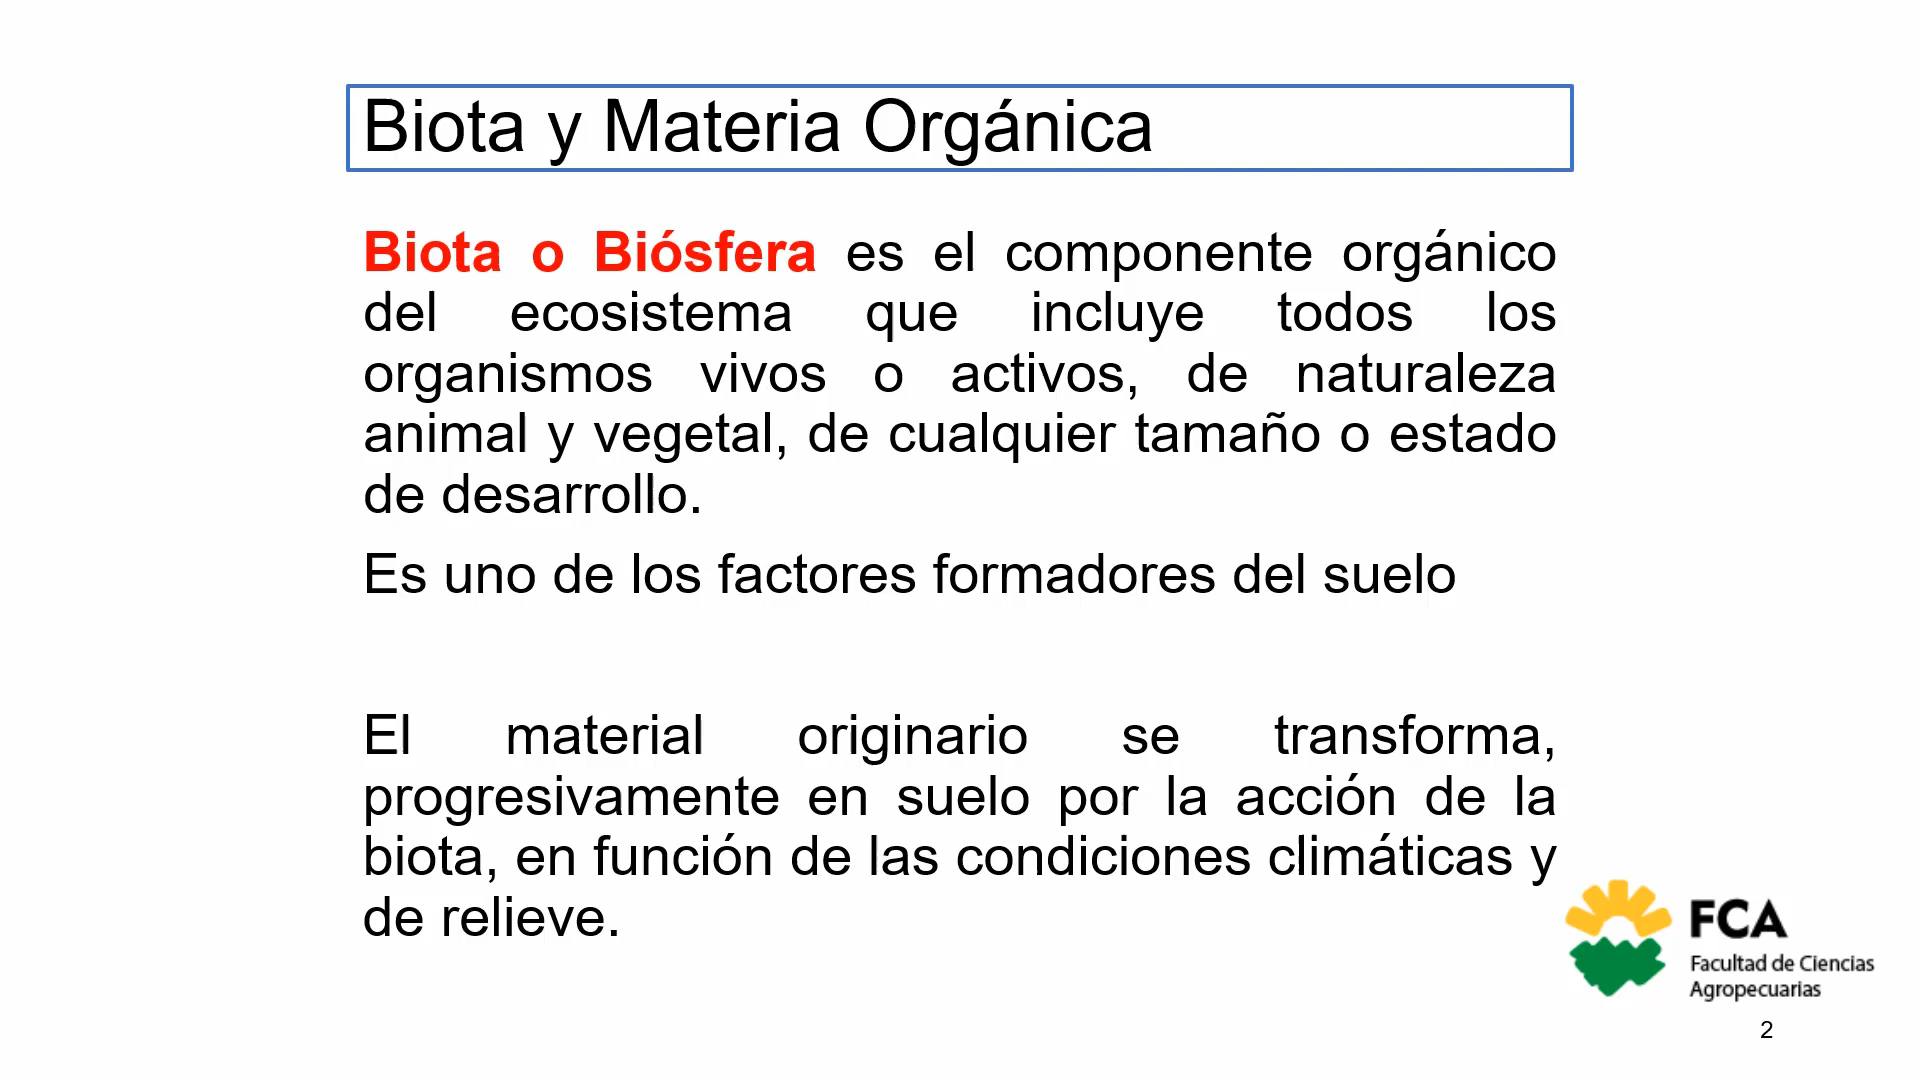 Biota y Materia Orgánica
Biota o Biósfera es el componente orgánico
del ecosistema que incluye todos los
organismos vivos o activos, de naturaleza
animal y vegetal, de cualquier tamaño o estado
de desarrollo.
Es uno de los factores formadores del suelo
El material originario se transforma,
progresivamente en suelo por la acción de la
biota, en función de las condiciones climáticas y
de relieve.
FCA
Facultad de Ciencias
Agropecuarias
2